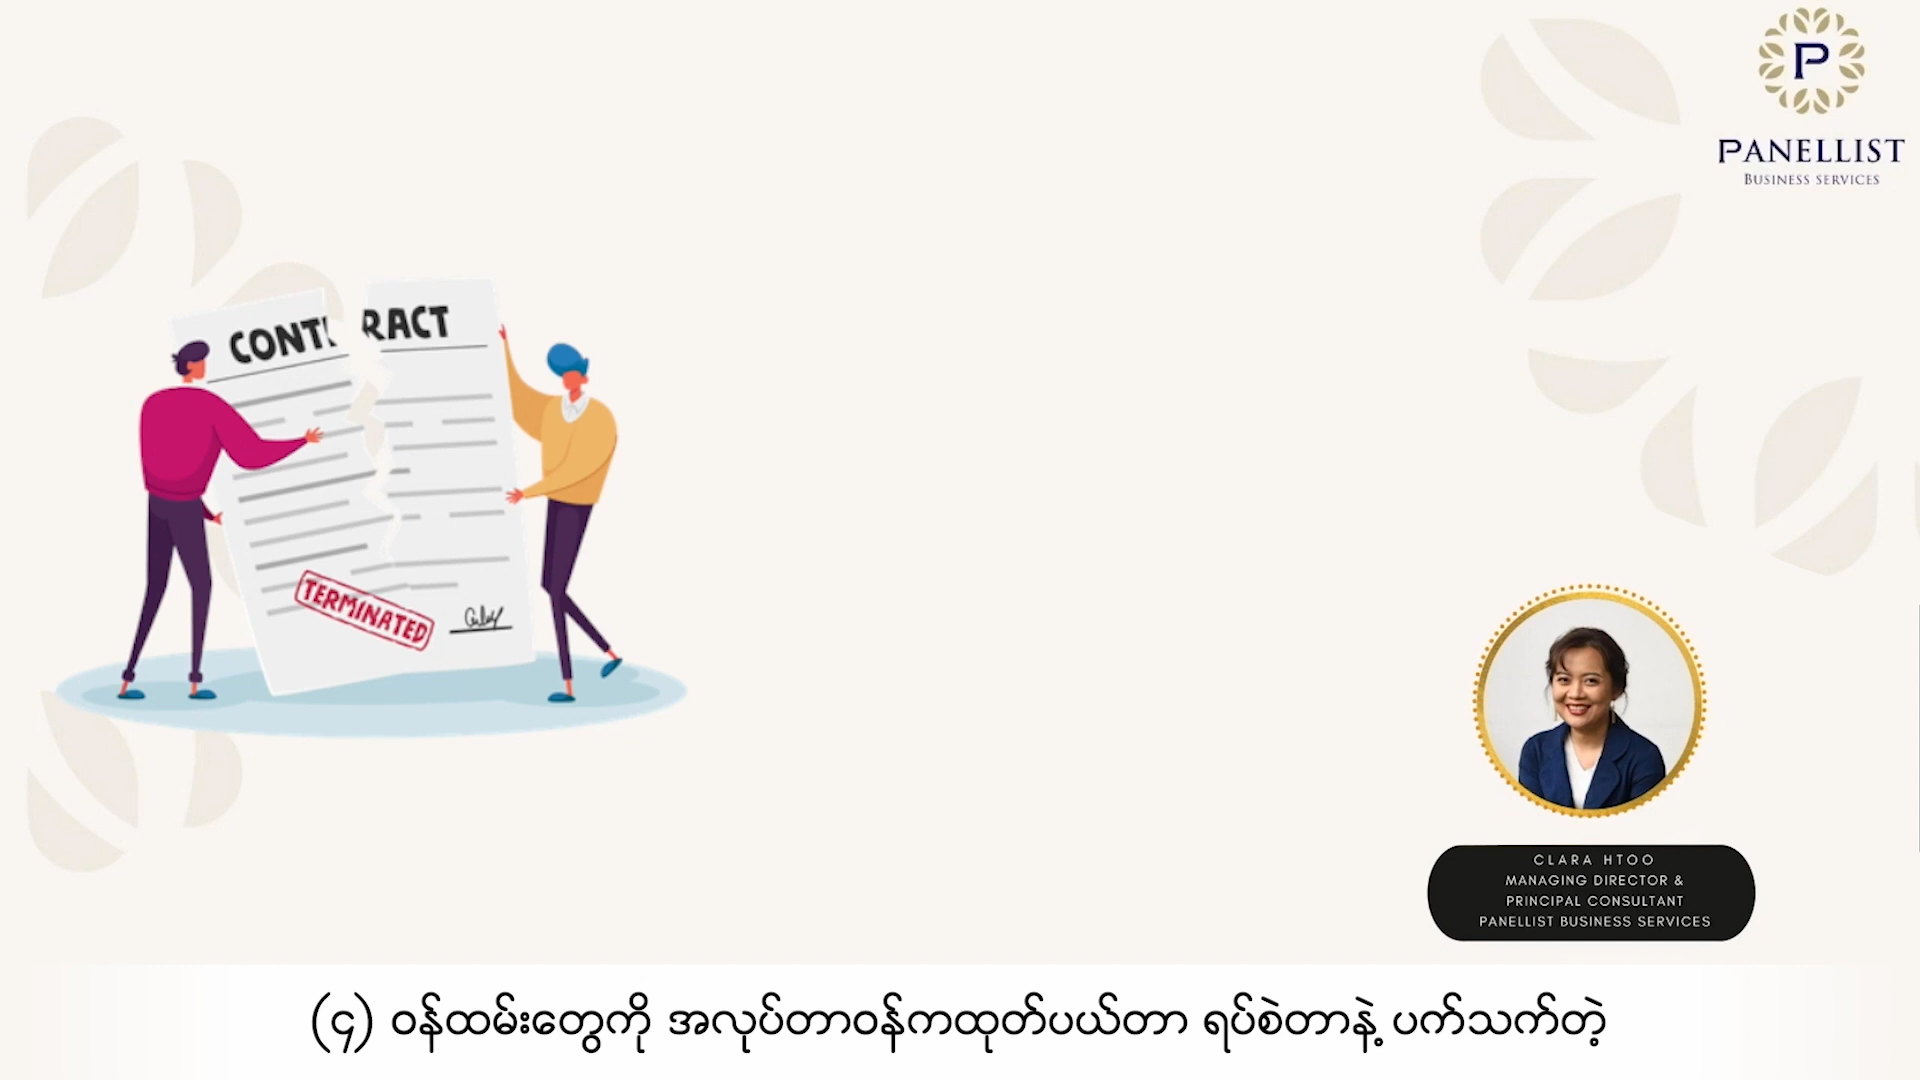 P
PANELLIST
BUSINESS SERVICES
CONTRACT
TERMINATED
CLARA HTOO
MANAGING DIRECTOR &
PRINCIPAL CONSULTANT
PANELLIST BUSINESS SERVICES
(၄) ဝန်ထမ်းတွေကို အလုပ်တာဝန်ကထုတ်ပယ်တာ ရပ်စဲတာနဲ့ ပက်သက်တဲ့